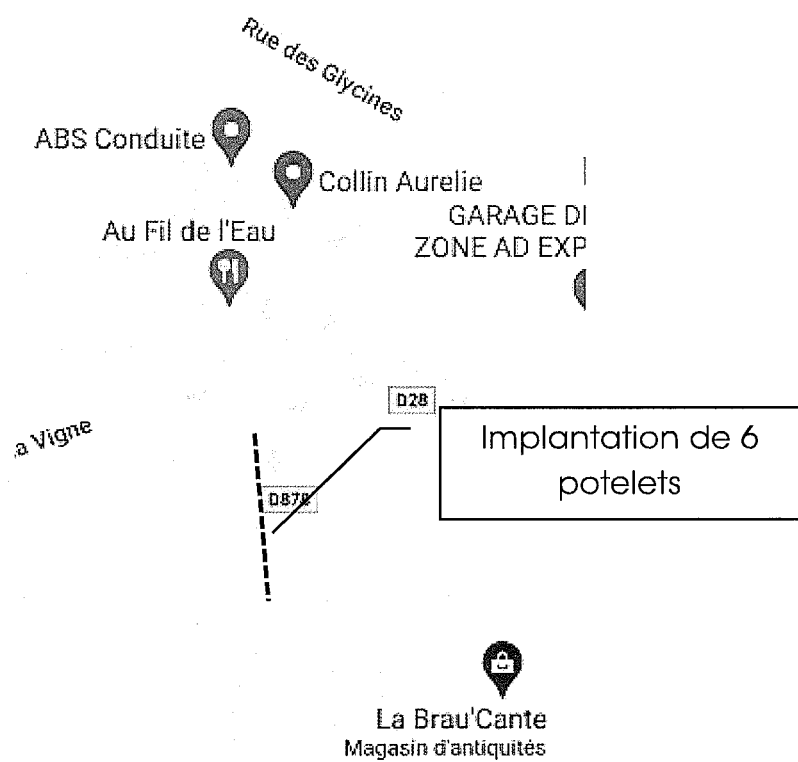 Rue des Glycines
ABS Conduite
Collin Aurelie
GARAGE DI
ZONE AD EXP
Au Fil de l'Eau
D28
a Vigne
Implantation de 6
potelets
La Brau'Cante
Magasin d'antiquités